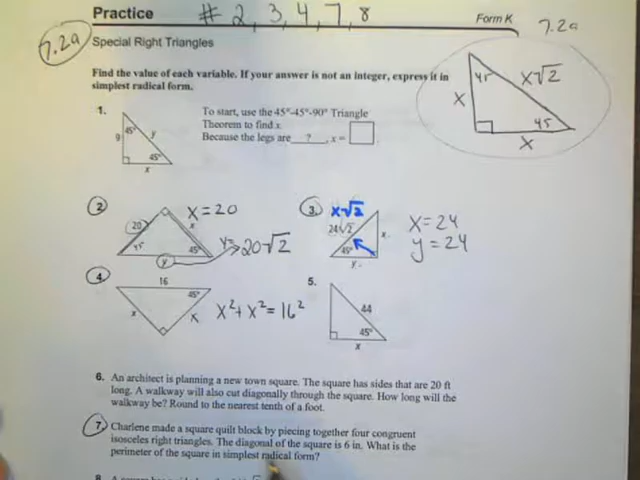 Practice # 2, 3, 4, 7, 8 Form K 7.2a
7.2a Special Right Triangles
Find the value of each variable. If your answer is not an integer, express it in
simplest radical form.
45 x√2
x
45
x
1. To start, use the 45°-45°-90° Triangle
Theorem to find x.
Because the legs are ? , x =
45° y
9
45°
x
2 x = 20
20 x
45 45° y= 20√2
y
3. x√2
24√2 x x = 24
45° y = 24
y
4 16
45°
x x x² + x² = 16²
5.
44
45°
x
6. An architect is planning a new town square. The square has sides that are 20 ft
long. A walkway will also cut diagonally through the square. How long will the
walkway be? Round to the nearest tenth of a foot.
7. Charlene made a square quilt block by piecing together four congruent
isosceles right triangles. The diagonal of the square is 6 in. What is the
perimeter of the square in simplest radical form?
8. A square has